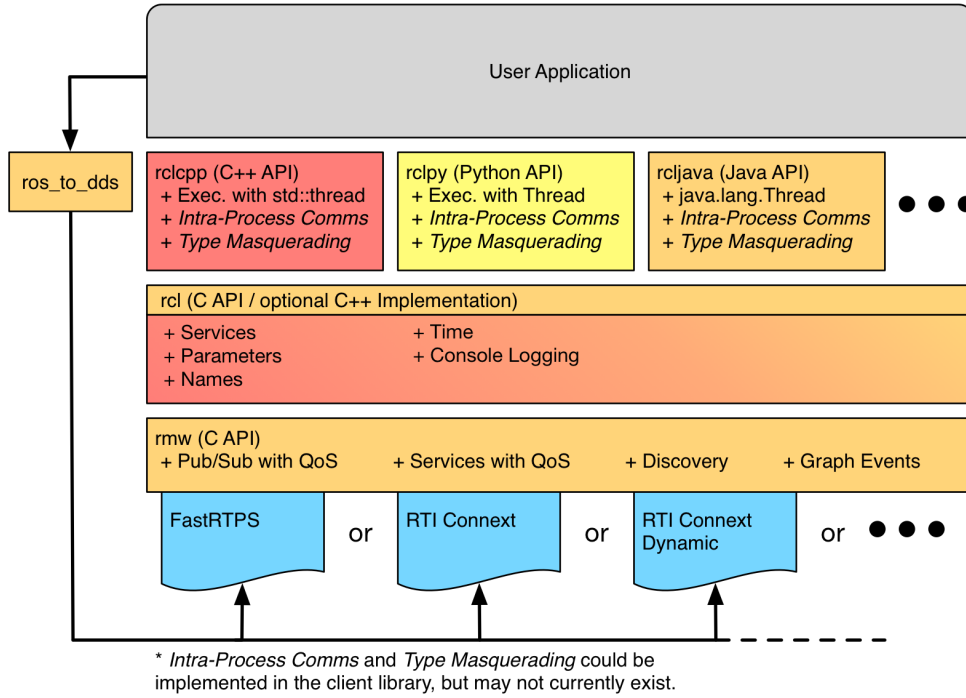 User Application
ros_to_dds
rclcpp (C++ API)
+ Exec. with std::thread
+ Intra-Process Comms
+ Type Masquerading
rclpy (Python API)
+ Exec. with Thread
+ Intra-Process Comms
+ Type Masquerading
rcljava (Java API)
+ java.lang.Thread
+ Intra-Process Comms
+ Type Masquerading
rcl (C API / optional C++ Implementation)
+ Services
+ Parameters
+ Names
+ Time
+ Console Logging
rmw (C API)
+ Pub/Sub with QoS
+ Services with QoS
+ Discovery
+ Graph Events
FastRTPS
or
RTI Connext
or
RTI Connext
Dynamic
or
* Intra-Process Comms and Type Masquerading could be
implemented in the client library, but may not currently exist.